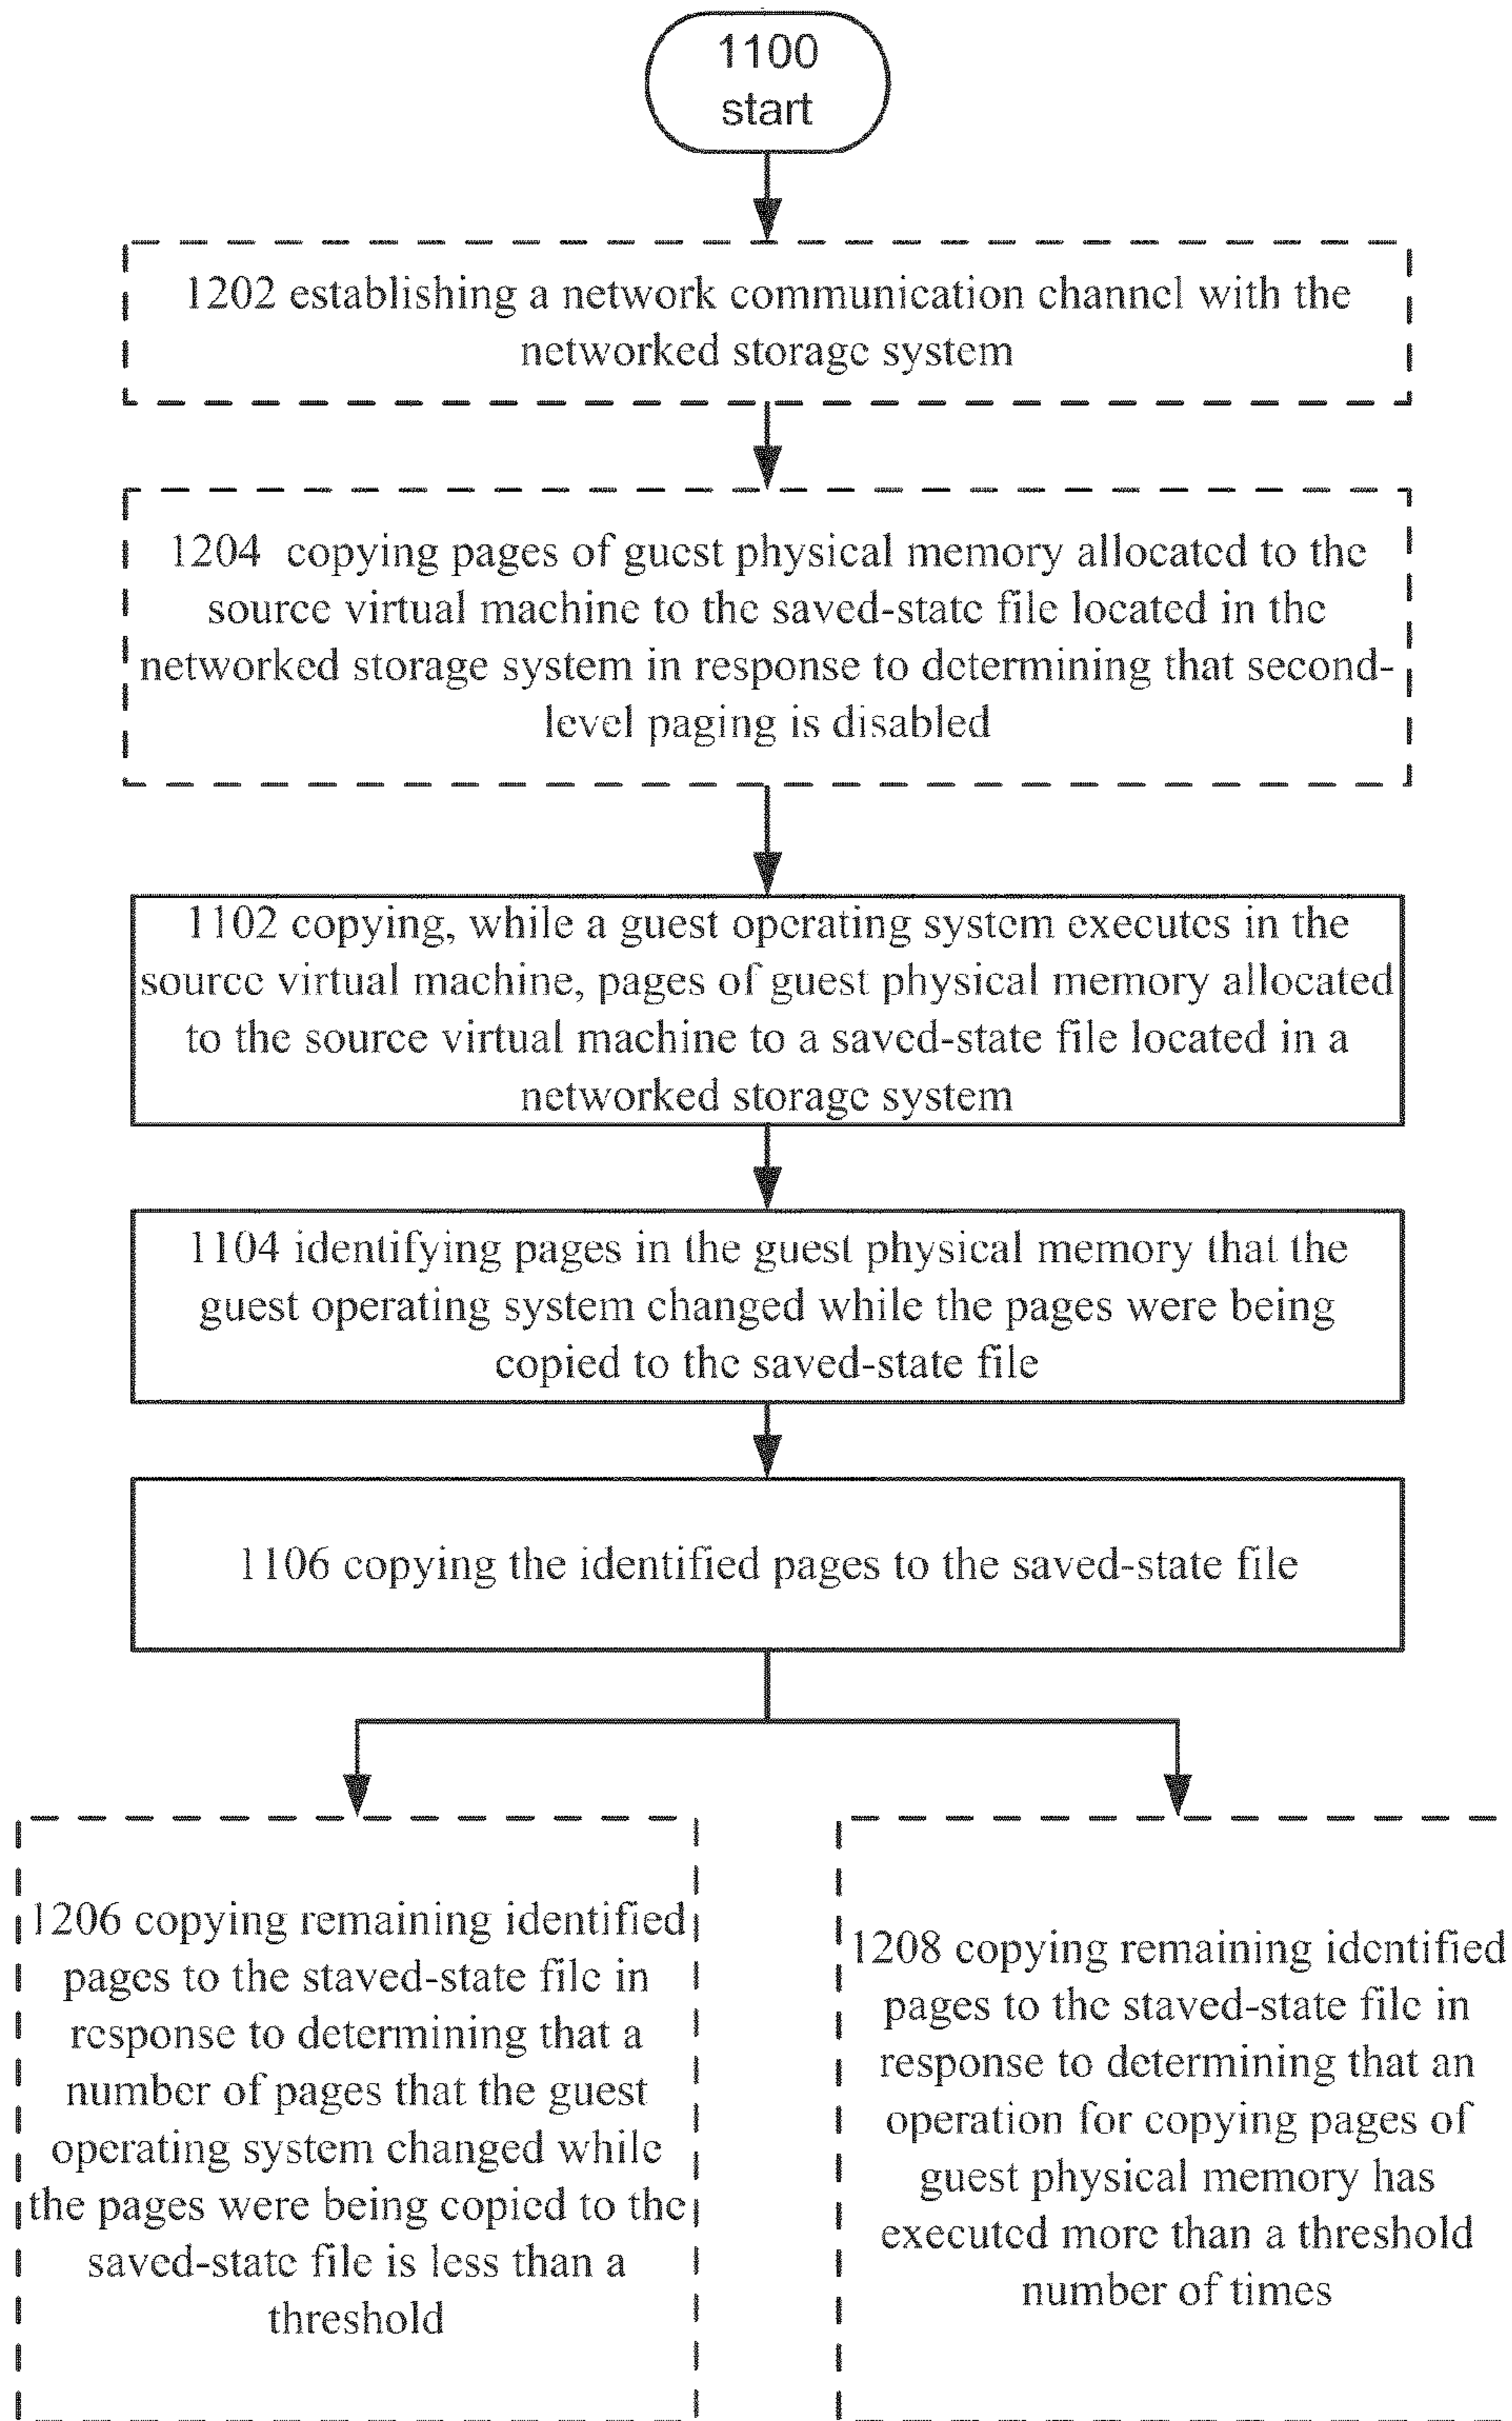 1100
start
1202 establishing a network communication channel with the
networked storage system
1204 copying pages of guest physical memory allocated to the
source virtual machine to the saved-state file located in the
networked storage system in response to determining that second-
level paging is disabled
1102 copying, while a guest operating system executes in the
source virtual machine, pages of guest physical memory allocated
to the source virtual machine to a saved-state file located in a
networked storage system
1104 identifying pages in the guest physical memory that the
guest operating system changed while the pages were being
copied to the saved-state file
1106 copying the identified pages to the saved-state file
1206 copying remaining identified
pages to the staved-state file in
response to determining that a
number of pages that the guest
operating system changed while
the pages were being copied to the
saved-state file is less than a
threshold
1208 copying remaining identified
pages to the staved-state file in
response to determining that an
operation for copying pages of
guest physical memory has
executed more than a threshold
number of times